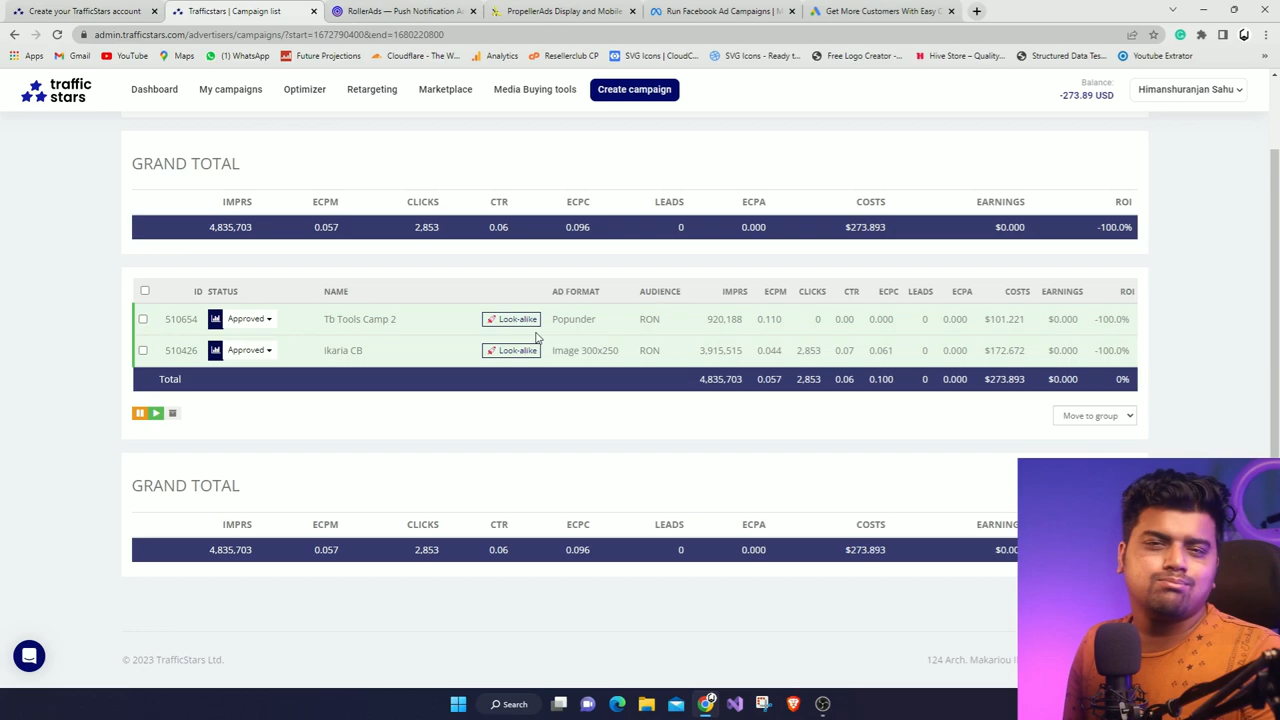 Create your TrafficStars account
Trafficstars | Campaign list
RollerAds — Push Notification A
PropellerAds Display and Mobile
Run Facebook Ad Campaigns | M
Get More Customers With Easy C
admin.trafficstars.com/advertisers/campaigns/?start=1672790400&end=1680220800
Apps Gmail YouTube Maps (1) WhatsApp Future Projections Cloudflare - The W... Analytics Resellerclub CP SVG Icons | CloudC... SVG Icons - Ready t... Free Logo Creator -... Hive Store – Quality... Structured Data Tes... Youtube Extrator
traffic stars
Dashboard My campaigns Optimizer Retargeting Marketplace Media Buying tools Create campaign
Balance:
-273.89 USD
Himanshuranjan Sahu
GRAND TOTAL
IMPRS ECPM CLICKS CTR ECPC LEADS ECPA COSTS EARNINGS ROI
4,835,703 0.057 2,853 0.06 0.096 0 0.000 $273.893 $0.000 -100.0%
ID STATUS NAME AD FORMAT AUDIENCE IMPRS ECPM CLICKS CTR ECPC LEADS ECPA COSTS EARNINGS ROI
510654 Approved Tb Tools Camp 2 Look-alike Popunder RON 920,188 0.110 0 0.00 0.000 0 0.000 $101.221 $0.000 -100.0%
510426 Approved Ikaria CB Look-alike Image 300x250 RON 3,915,515 0.044 2,853 0.07 0.061 0 0.000 $172.672 $0.000 -100.0%
Total 4,835,703 0.057 2,853 0.06 0.100 0 0.000 $273.893 $0.000 0%
Move to group
GRAND TOTAL
IMPRS ECPM CLICKS CTR ECPC LEADS ECPA COSTS EARNING
4,835,703 0.057 2,853 0.06 0.096 0 0.000 $273.893 $0.00
© 2023 TrafficStars Ltd.
124 Arch. Makariou I
Search